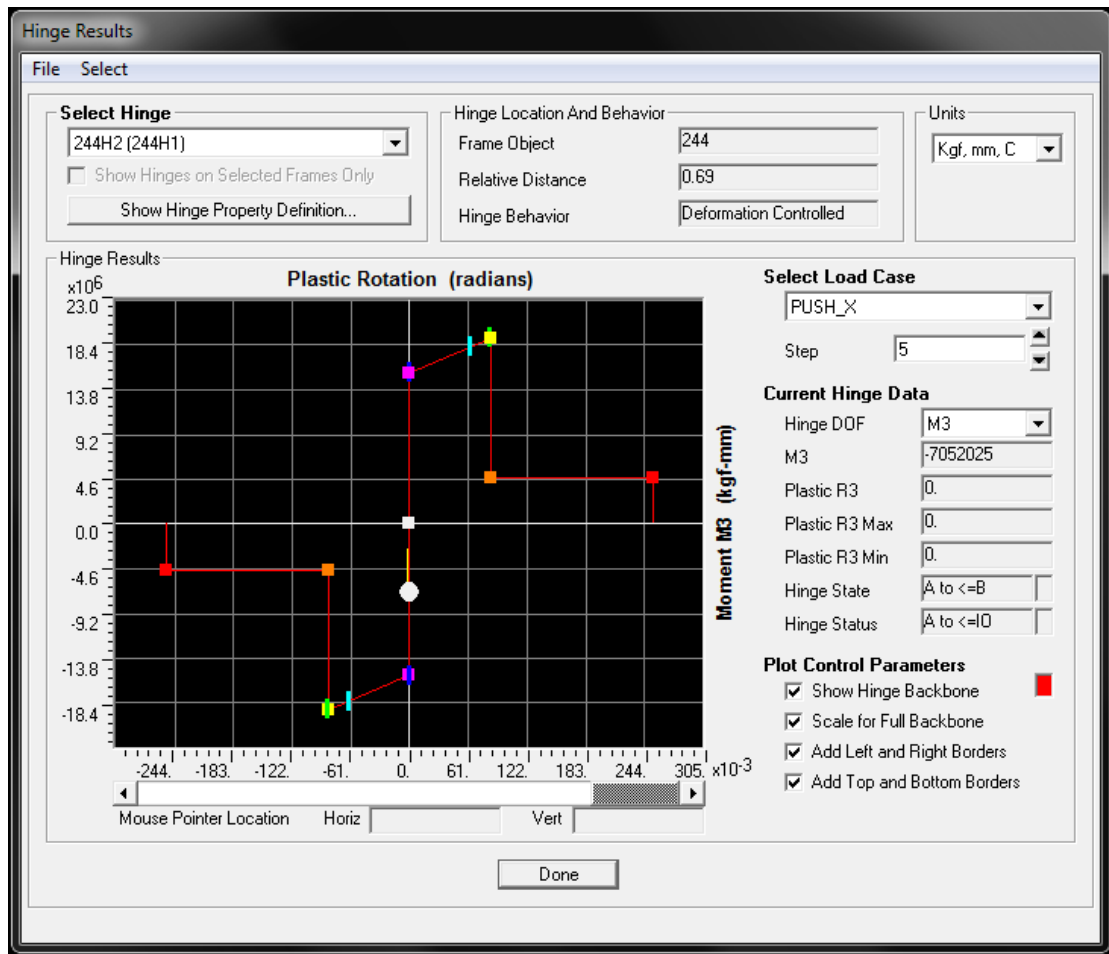 Hinge Results
File Select
Select Hinge
244H2 (244H1)
Show Hinges on Selected Frames Only
Show Hinge Property Definition...
Hinge Location And Behavior
Frame Object 244
Relative Distance 0.69
Hinge Behavior Deformation Controlled
Units
Kgf, mm, C
Hinge Results
Plastic Rotation (radians)
x10^6
23.0
18.4
13.8
9.2
4.6
0.0
-4.6
-9.2
-13.8
-18.4
-244. -183. -122. -61. 0. 61. 122. 183. 244. 305. x10^-3
Moment M3 (kgf-mm)
Mouse Pointer Location Horiz Vert
Select Load Case
PUSH_X
Step 5
Current Hinge Data
Hinge DOF M3
M3 -7052025
Plastic R3 0.
Plastic R3 Max 0.
Plastic R3 Min 0.
Hinge State A to <=B
Hinge Status A to <=IO
Plot Control Parameters
Show Hinge Backbone
Scale for Full Backbone
Add Left and Right Borders
Add Top and Bottom Borders
Done